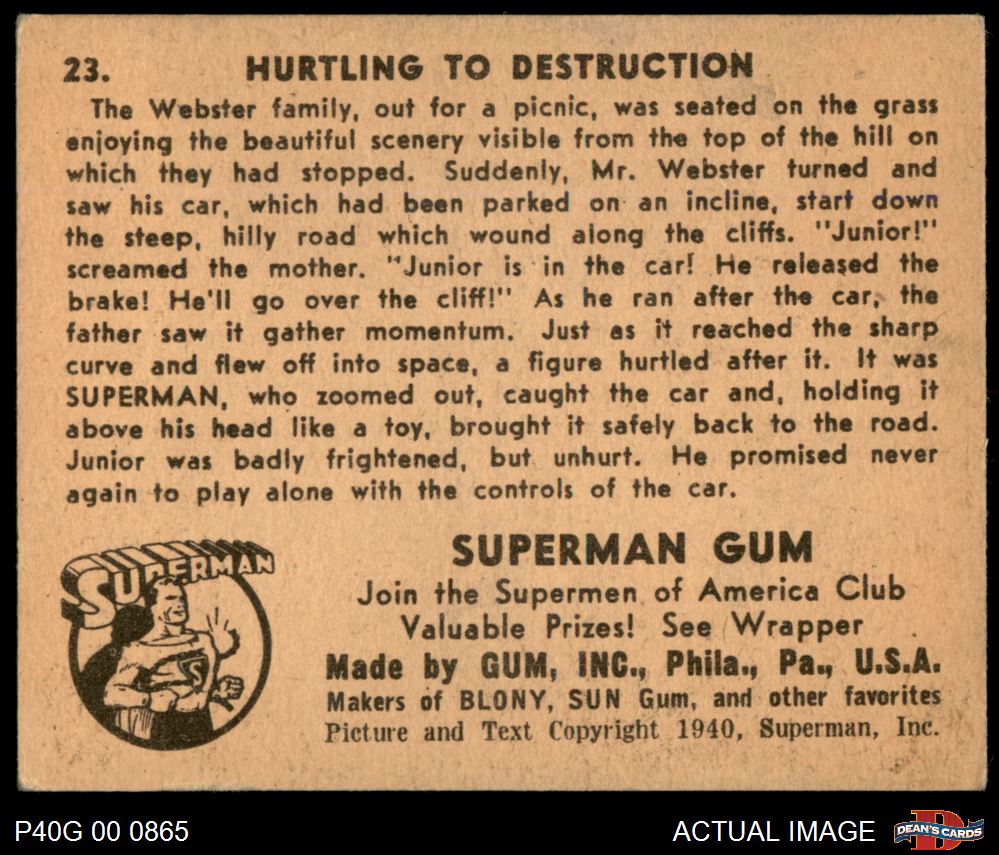 23. HURTLING TO DESTRUCTION
The Webster family, out for a picnic, was seated on the grass
enjoying the beautiful scenery visible from the top of the hill on
which they had stopped. Suddenly, Mr. Webster turned and
saw his car, which had been parked on an incline, start down
the steep, hilly road which wound along the cliffs. "Junior!"
screamed the mother. "Junior is in the car! He released the
brake! He'll go over the cliff!" As he ran after the car, the
father saw it gather momentum. Just as it reached the sharp
curve and flew off into space, a figure hurtled after it. It was
SUPERMAN, who zoomed out, caught the car and, holding it
above his head like a toy, brought it safely back to the road.
Junior was badly frightened, but unhurt. He promised never
again to play alone with the controls of the car.
SUPERMAN
S
SUPERMAN GUM
Join the Supermen of America Club
Valuable Prizes! See Wrapper
Made by GUM, INC., Phila., Pa., U.S.A.
Makers of BLONY, SUN Gum, and other favorites
Picture and Text Copyright 1940, Superman, Inc.
P40G 00 0865
ACTUAL IMAGE
D
DEAN'S CARDS